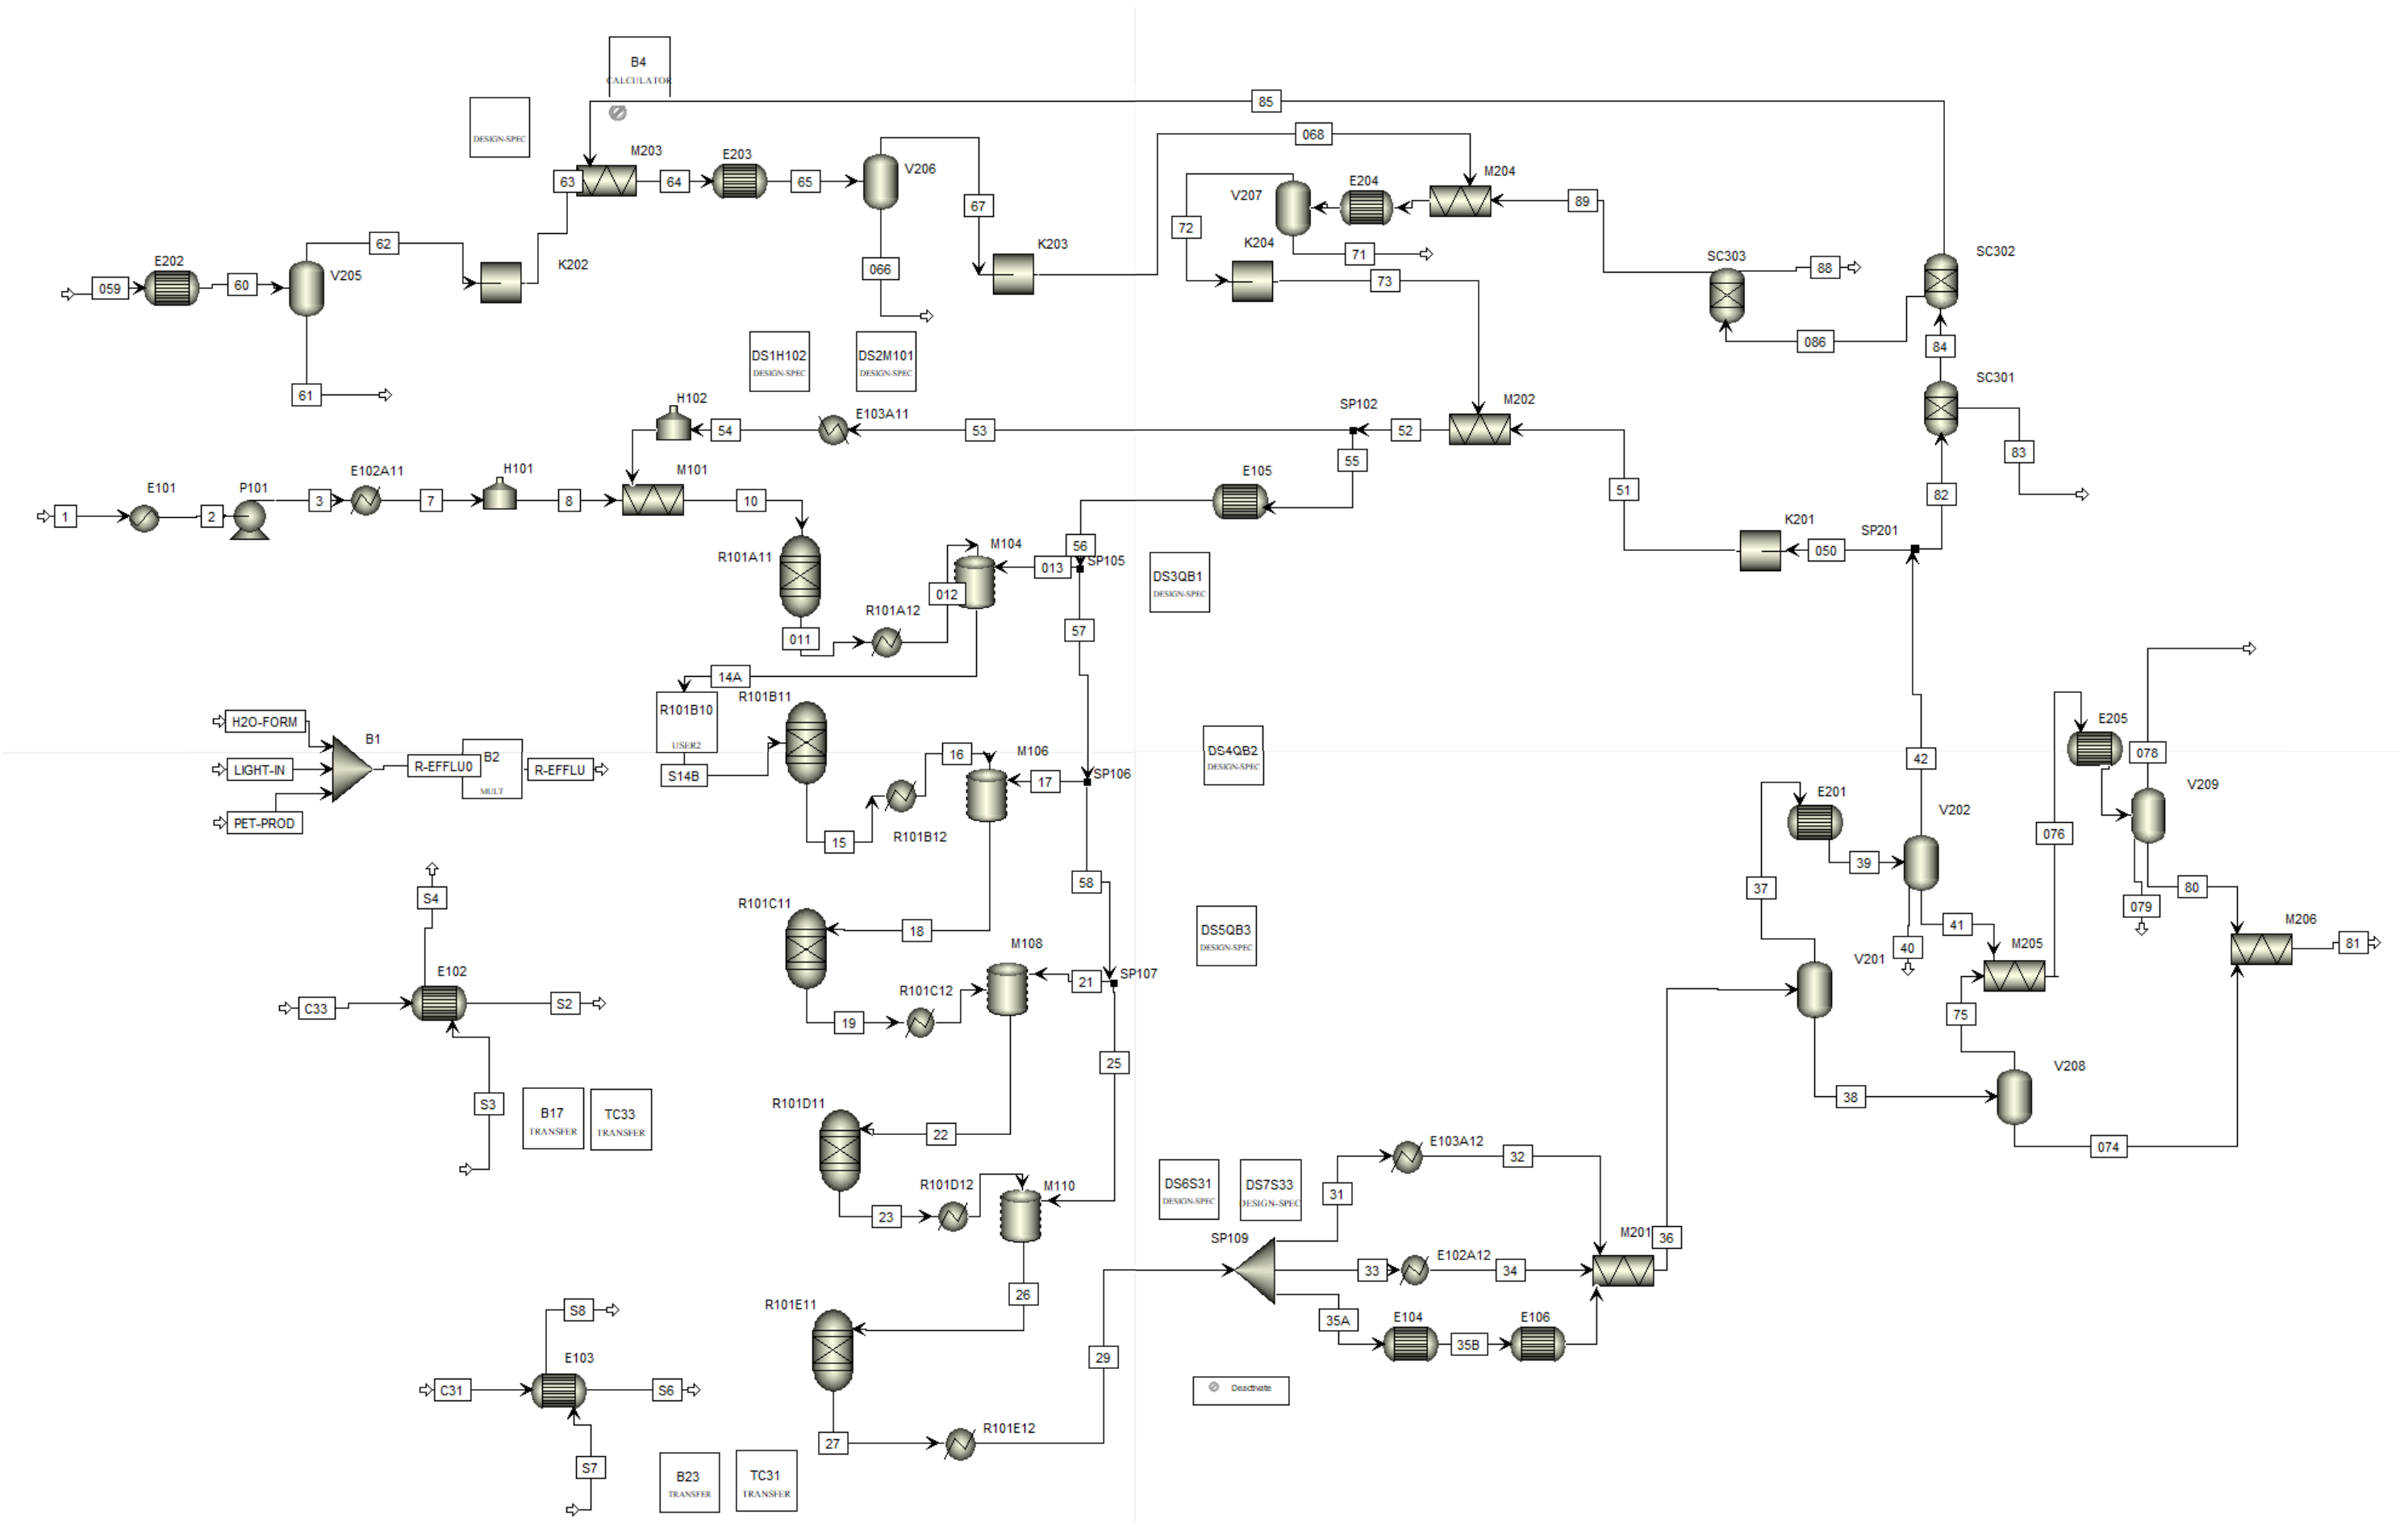 B4
CALCULATOR
85
DESIGN-SPEC
068
M203
E203
V206
M204
63
64
65
E204
V207
89
67
72
K203
K204
SC302
SC303
62
E202
V205
K202
71
88
066
73
059
60
086
84
DS1H102
DESIGN-SPEC
DS2M101
DESIGN-SPEC
SC301
61
H102
E103A11
SP102
M202
54
53
52
83
55
E102A11
H101
M101
E105
51
82
E101
P101
3
7
8
10
1
2
K201
SP201
M104
56
050
R101A11
013
SP105
DS3QB1
DESIGN-SPEC
012
R101A12
57
011
14A
R101B10
USER2
R101B11
H2O-FORM
E205
B1
16
M106
DS4QB2
DESIGN-SPEC
42
078
LIGHT-IN
R-EFFLU0
B2
MULT
R-EFFLU
S14B
17
SP106
E201
V209
PET-PROD
V202
R101B12
15
076
39
58
37
80
S4
R101C11
079
18
DS5QB3
DESIGN-SPEC
41
M206
M108
40
M205
81
V201
E102
SP107
21
R101C12
C33
S2
75
19
25
V208
S3
R101D11
38
B17
TRANSFER
TC33
TRANSFER
22
E103A12
074
32
R101D12
M110
DS6S31
DESIGN-SPEC
DS7S33
DESIGN-SPEC
31
23
SP109
M201
36
E102A12
33
34
26
R101E11
S8
35A
E104
E106
35B
E103
29
C31
S6
Deactivate
R101E12
27
S7
B23
TRANSFER
TC31
TRANSFER